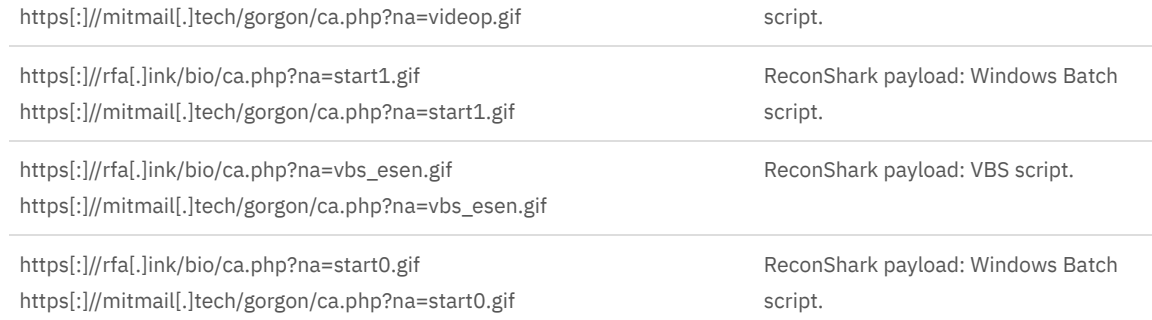 https[:]//mitmail[.]tech/gorgon/ca.php?na=videop.gif script.
https[:]//rfa[.]ink/bio/ca.php?na=start1.gif ReconShark payload: Windows Batch
https[:]//mitmail[.]tech/gorgon/ca.php?na=start1.gif script.
https[:]//rfa[.]ink/bio/ca.php?na=vbs_esen.gif ReconShark payload: VBS script.
https[:]//mitmail[.]tech/gorgon/ca.php?na=vbs_esen.gif
https[:]//rfa[.]ink/bio/ca.php?na=start0.gif ReconShark payload: Windows Batch
https[:]//mitmail[.]tech/gorgon/ca.php?na=start0.gif script.